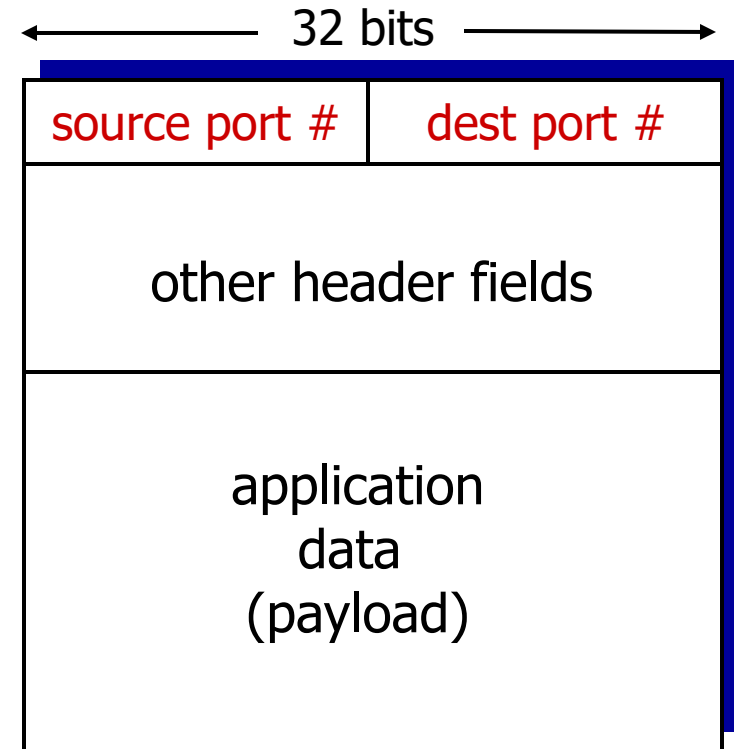 32 bits
source port # dest port #
other header fields
application
data
(payload)